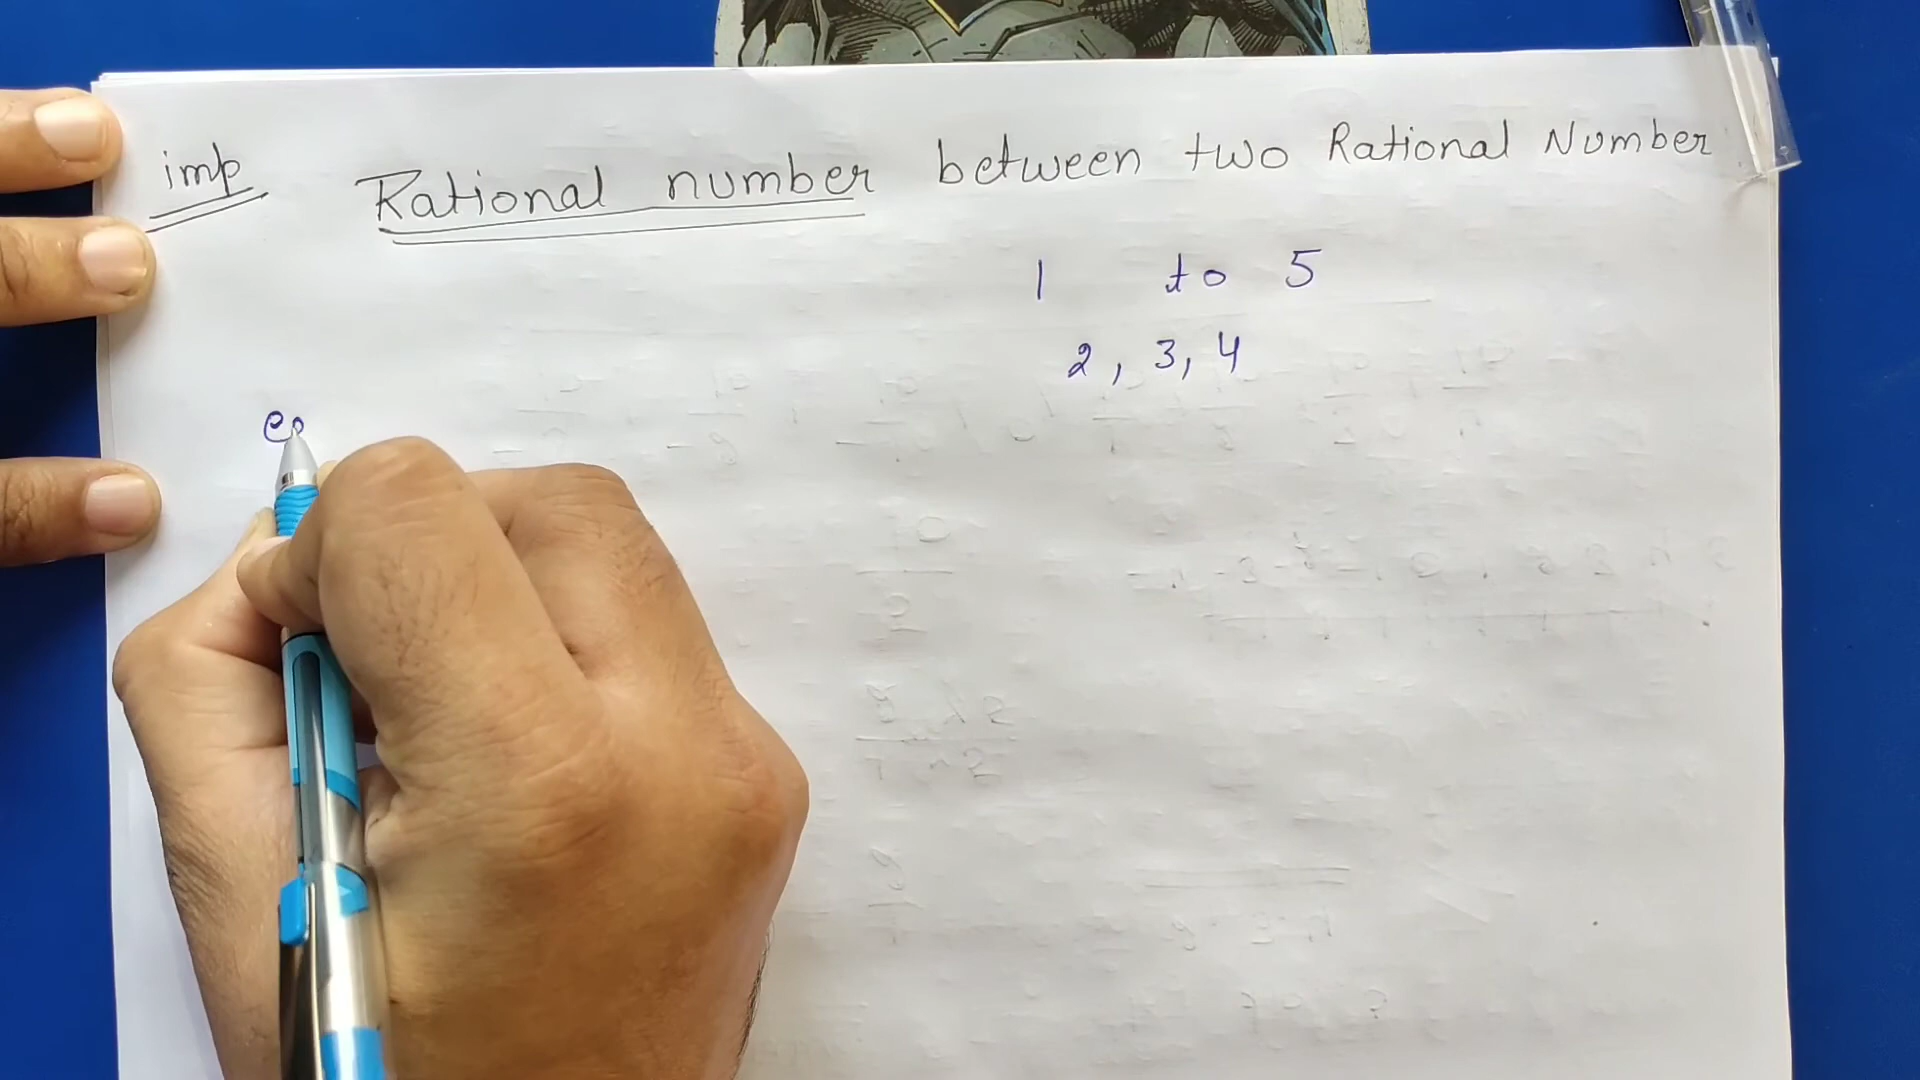 imp
Rational number between two Rational Number
1 to 5
2, 3, 4